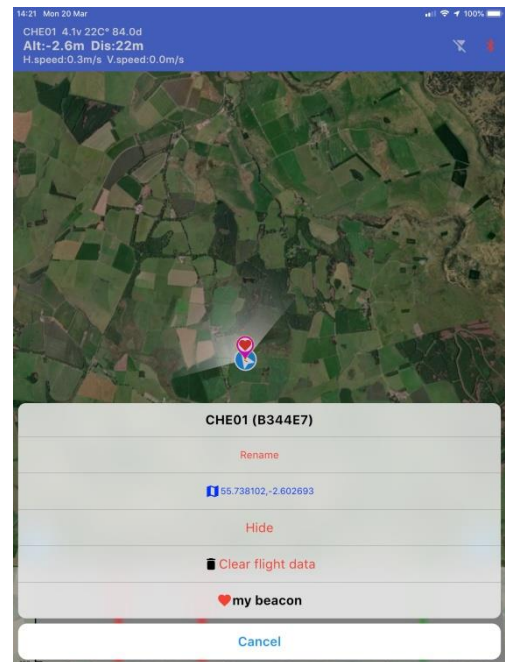 14:21 Mon 20 Mar 100%
CHE01 4.1v 22C° 84.0d
Alt:-2.6m Dis:22m
H.speed:0.3m/s V.speed:0.0m/s
CHE01 (B344E7)
Rename
55.738102,-2.602693
Hide
Clear flight data
my beacon
Cancel